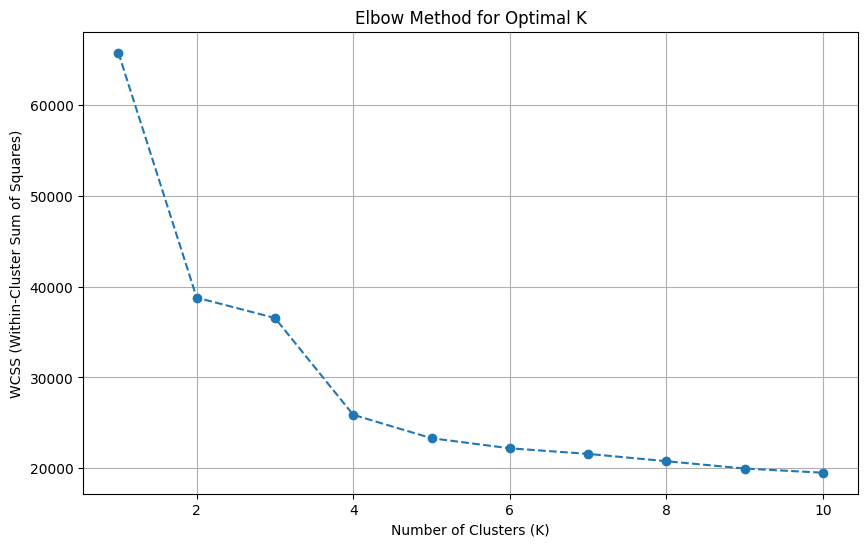 Elbow Method for Optimal K
WCSS (Within-Cluster Sum of Squares)
60000
50000
40000
30000
20000
2 4 6 8 10
Number of Clusters (K)